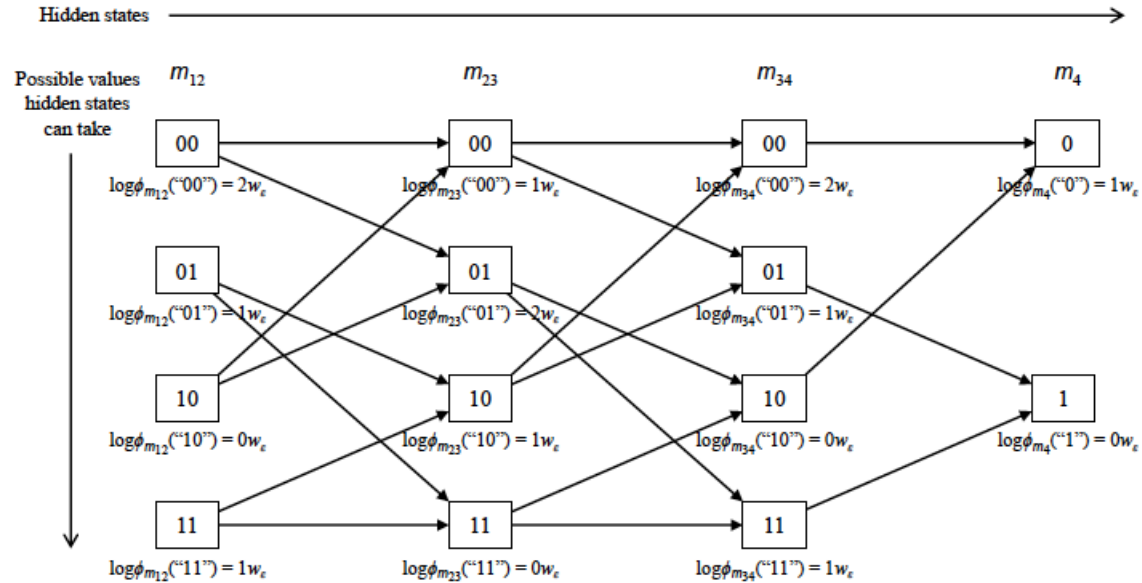 Hidden states
Possible values
hidden states
can take
m₁₂ m₂₃ m₃₄ m₄
00 00 00 0
logϕₘ₁₂(“00”) = 2wε logϕₘ₂₃(“00”) = 1wε logϕₘ₃₄(“00”) = 2wε logϕₘ₄(“0”) = 1wε
01 01 01
logϕₘ₁₂(“01”) = 1wε logϕₘ₂₃(“01”) = 2wε logϕₘ₃₄(“01”) = 1wε
10 10 10 1
logϕₘ₁₂(“10”) = 0wε logϕₘ₂₃(“10”) = 1wε logϕₘ₃₄(“10”) = 0wε logϕₘ₄(“1”) = 0wε
11 11 11
logϕₘ₁₂(“11”) = 1wε logϕₘ₂₃(“11”) = 0wε logϕₘ₃₄(“11”) = 1wε